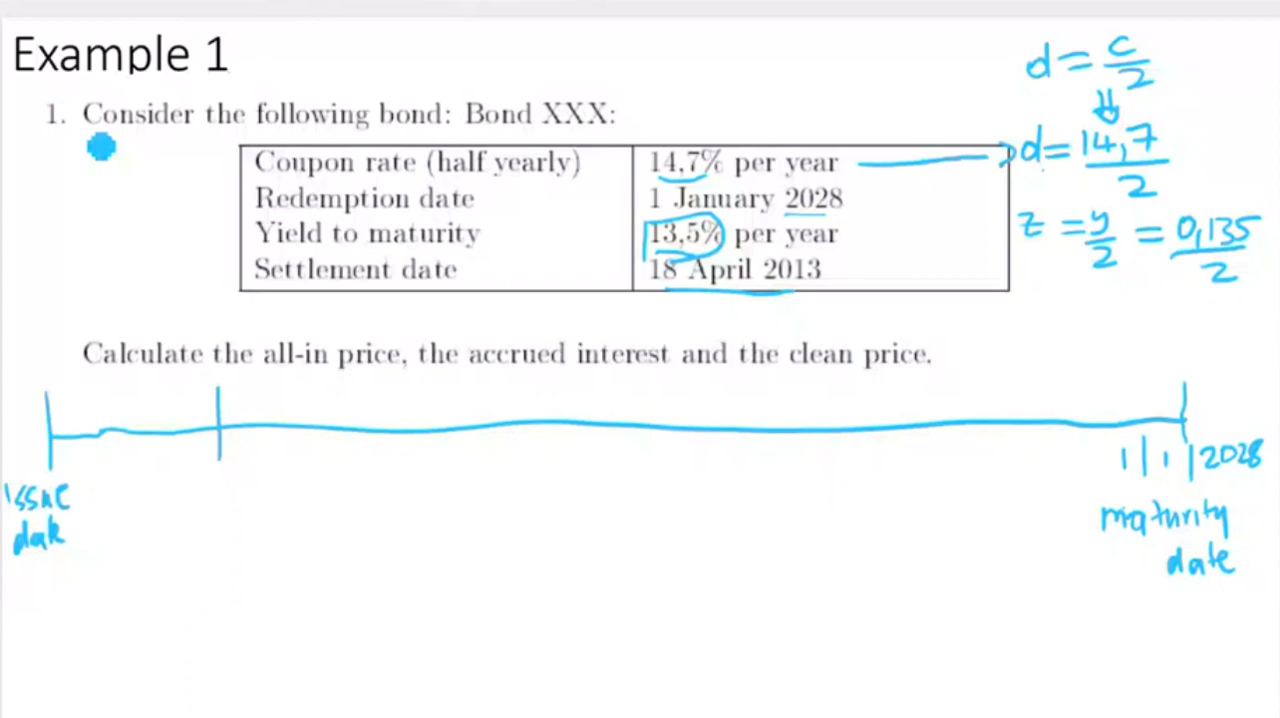 Example 1
1. Consider the following bond: Bond XXX:
Coupon rate (half yearly) 14,7% per year
Redemption date 1 January 2028
Yield to maturity 13,5% per year
Settlement date 18 April 2013
d = c/2
⇓
d = 14,7/2
z = y/2 = 0,135/2
Calculate the all-in price, the accrued interest and the clean price.
1/1/2028
issue
date
maturity
date